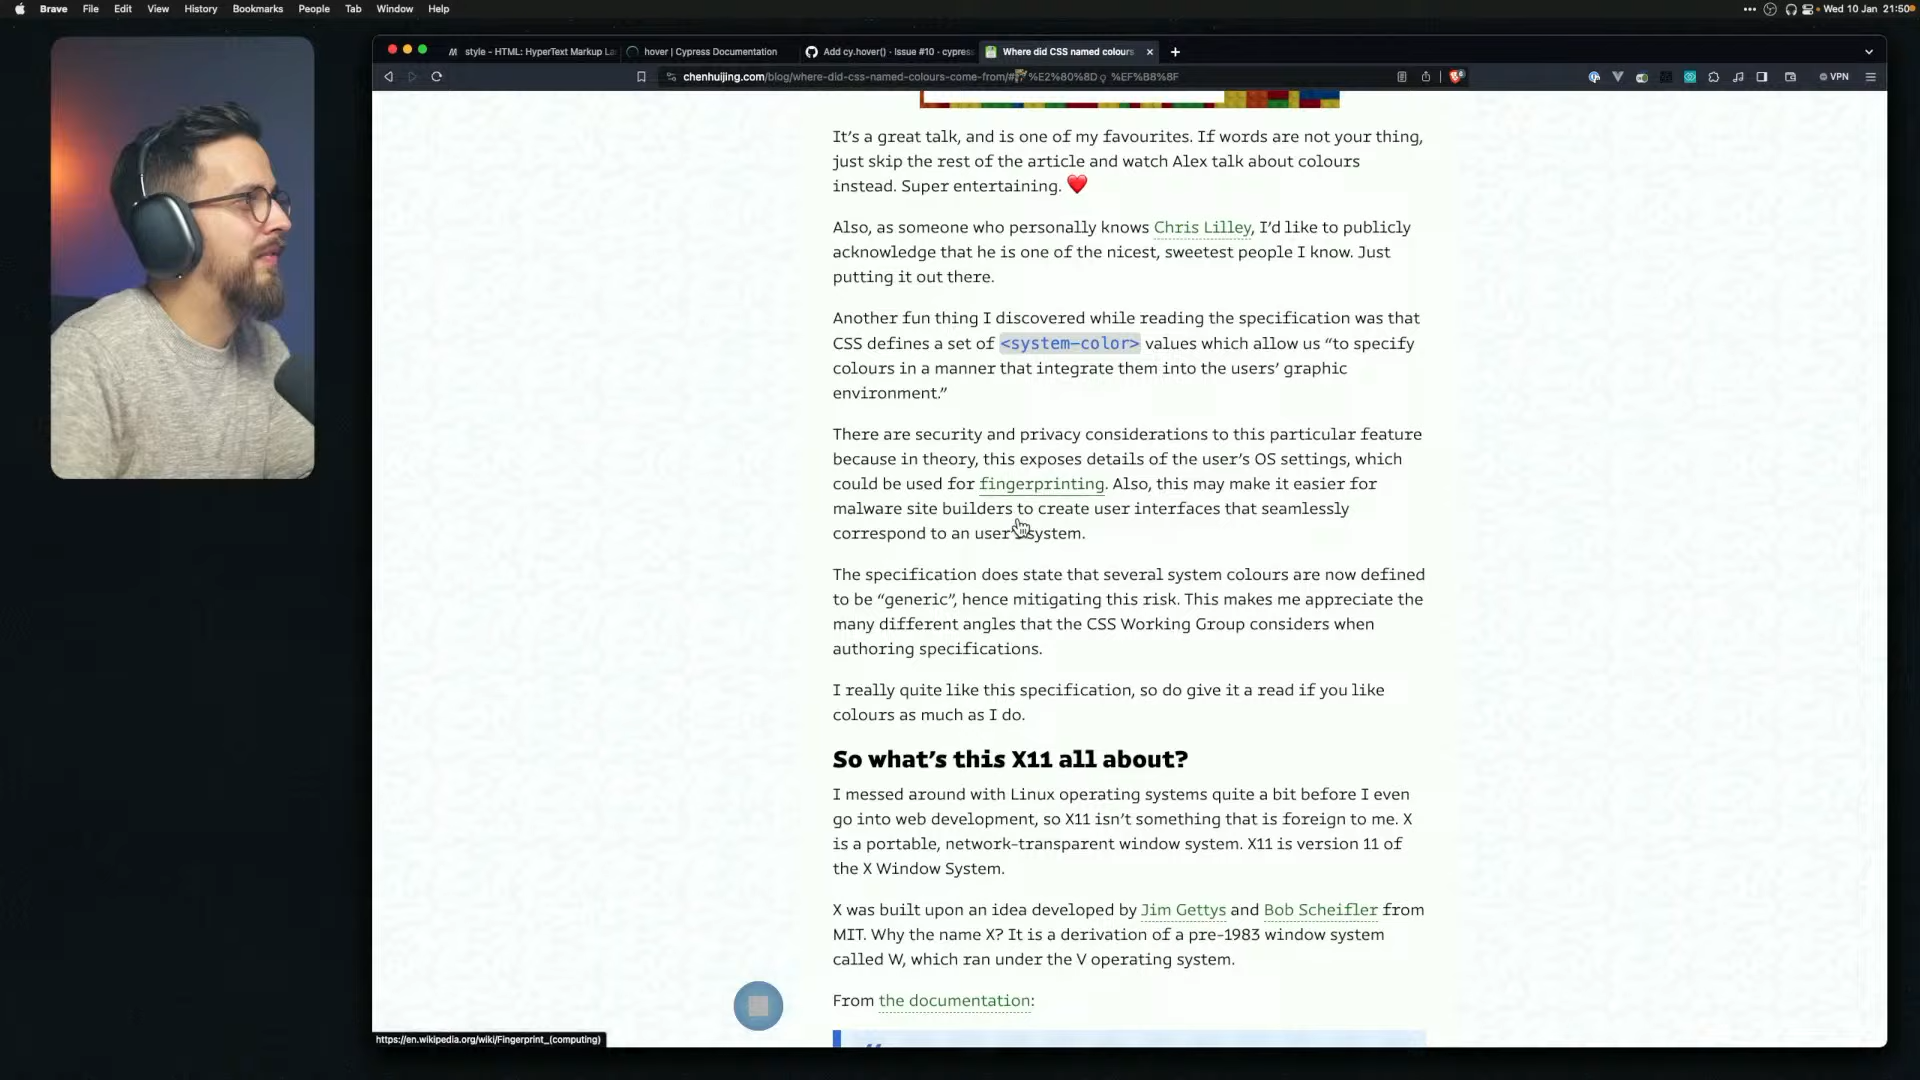 Brave File Edit View History Bookmarks People Tab Window Help
Wed 10 Jan 21:50
style - HTML: HyperText Markup La
hover | Cypress Documentation
Add cy.hover() · Issue #10 · cypress
Where did CSS named colours
chenhuijing.com/blog/where-did-css-named-colours-come-from/#
%E2%80%8D♀%EF%B8%8F
VPN
It's a great talk, and is one of my favourites. If words are not your thing,
just skip the rest of the article and watch Alex talk about colours
instead. Super entertaining. ❤️
Also, as someone who personally knows Chris Lilley, I'd like to publicly
acknowledge that he is one of the nicest, sweetest people I know. Just
putting it out there.
Another fun thing I discovered while reading the specification was that
CSS defines a set of <system-color> values which allow us “to specify
colours in a manner that integrate them into the users’ graphic
environment.”
There are security and privacy considerations to this particular feature
because in theory, this exposes details of the user’s OS settings, which
could be used for fingerprinting. Also, this may make it easier for
malware site builders to create user interfaces that seamlessly
correspond to an user's system.
The specification does state that several system colours are now defined
to be “generic”, hence mitigating this risk. This makes me appreciate the
many different angles that the CSS Working Group considers when
authoring specifications.
I really quite like this specification, so do give it a read if you like
colours as much as I do.
So what’s this X11 all about?
I messed around with Linux operating systems quite a bit before I even
go into web development, so X11 isn’t something that is foreign to me. X
is a portable, network-transparent window system. X11 is version 11 of
the X Window System.
X was built upon an idea developed by Jim Gettys and Bob Scheifler from
MIT. Why the name X? It is a derivation of a pre-1983 window system
called W, which ran under the V operating system.
From the documentation:
https://en.wikipedia.org/wiki/Fingerprint_(computing)